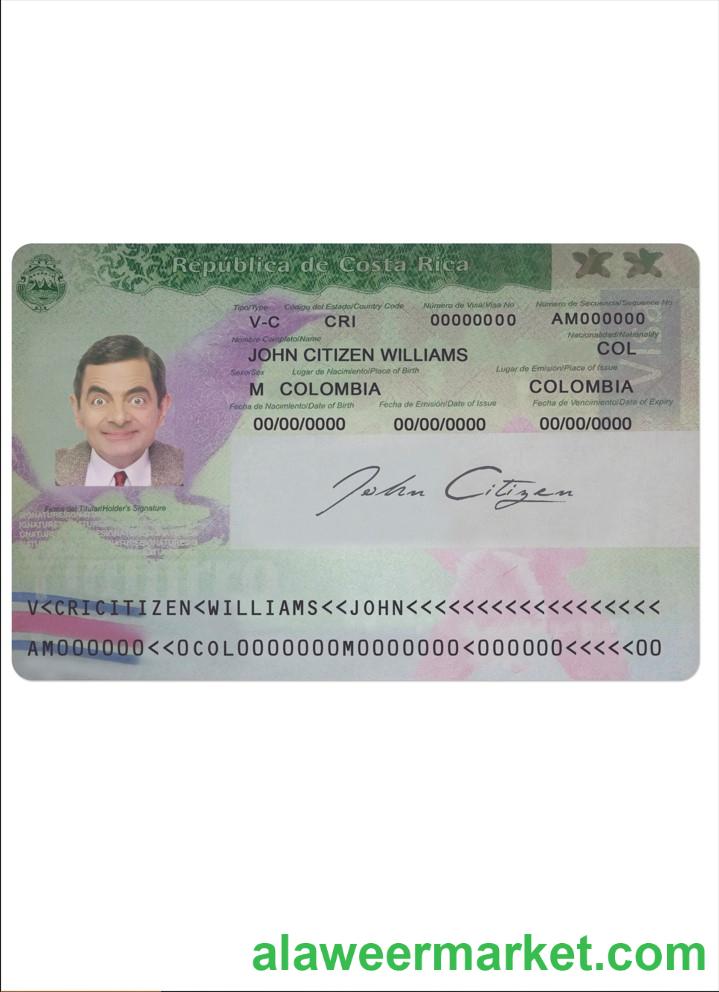 República de Costa Rica
Tipo/Type Código del Estado/Country Code Número de Visa/Visa No Número de Secuencia/Sequence No
V-C CRI 00000000 AM000000
Nombre Completo/Name Nacionalidad/Nationality
JOHN CITIZEN WILLIAMS COL
Sexo/Sex Lugar de Nacimiento/Place of Birth Lugar de Emisión/Place of Issue
M COLOMBIA COLOMBIA
Fecha de Nacimiento/Date of Birth Fecha de Emisión/Date of Issue Fecha de Vencimiento/Date of Expiry
00/00/0000 00/00/0000 00/00/0000
John Citizen
Firma del Titular/Holder's Signature
V<CRICITIZEN<WILLIAMS<<JOHN<<<<<<<<<<<<<<<<<<
AM000000<<0COL0000000M0000000<000000<<<<<00
alaweermarket.com